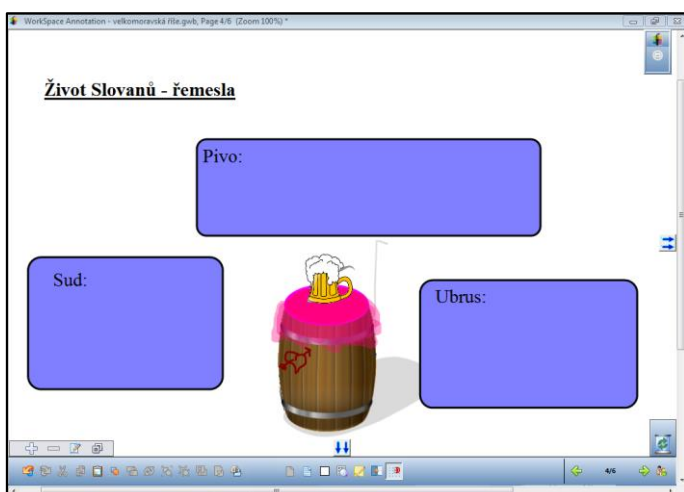 WorkSpace Annotation - velkomoravská říše.gwb, Page 4/6 (Zoom 100%) *
Život Slovanů - řemesla
Pivo:
Sud:
Ubrus:
4/6